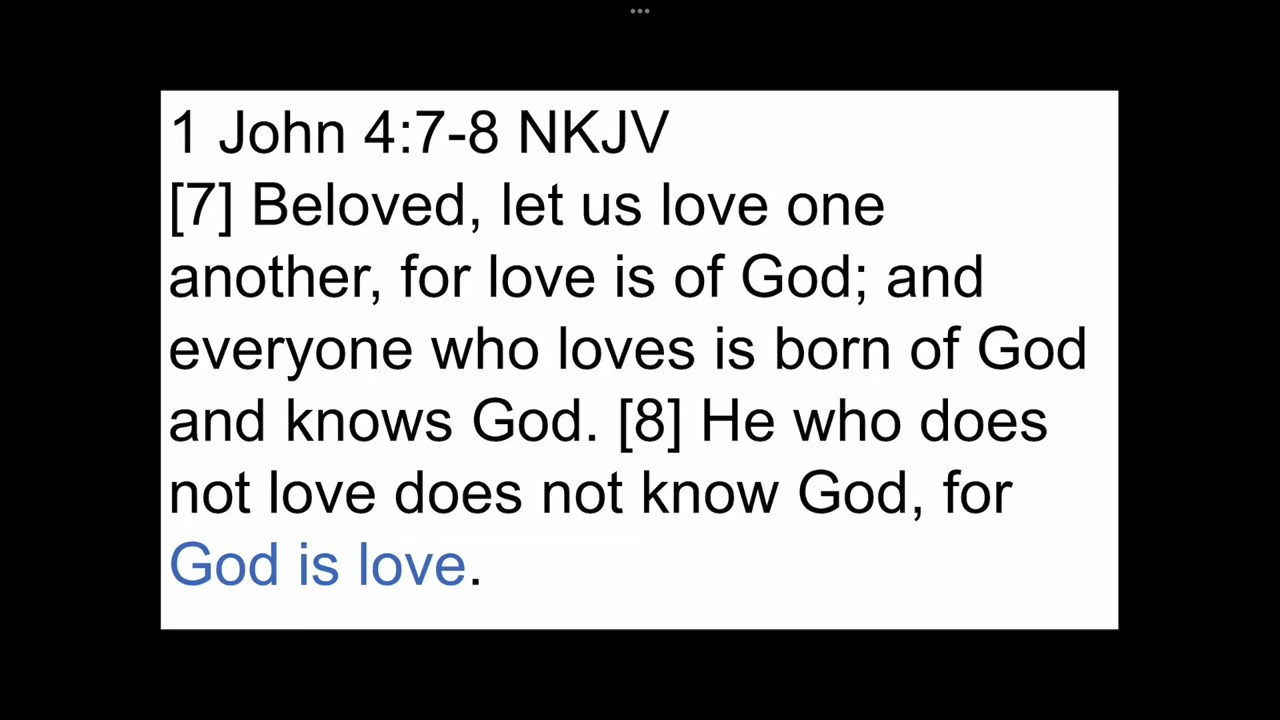 1 John 4:7-8 NKJV
[7] Beloved, let us love one
another, for love is of God; and
everyone who loves is born of God
and knows God. [8] He who does
not love does not know God, for
God is love.